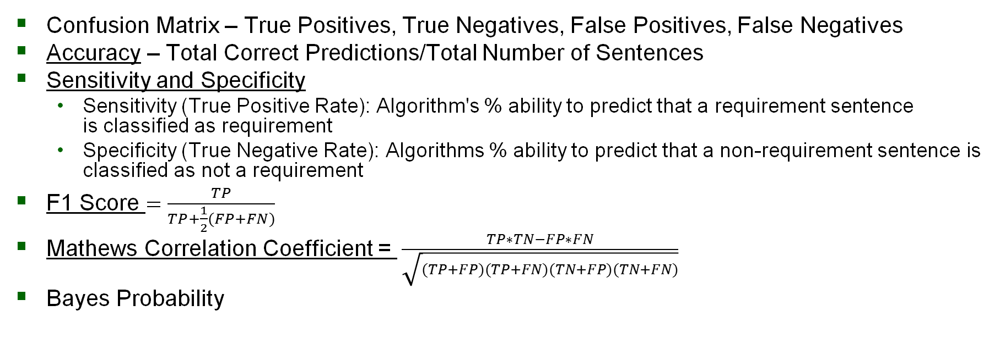 ▪ Confusion Matrix – True Positives, True Negatives, False Positives, False Negatives
▪ Accuracy – Total Correct Predictions/Total Number of Sentences
▪ Sensitivity and Specificity
• Sensitivity (True Positive Rate): Algorithm's % ability to predict that a requirement sentence
is classified as requirement
• Specificity (True Negative Rate): Algorithms % ability to predict that a non-requirement sentence is
classified as not a requirement
▪ F1 Score = TP / (TP+½(FP+FN))
▪ Mathews Correlation Coefficient = (TP*TN−FP*FN) / √((TP+FP)(TP+FN)(TN+FP)(TN+FN))
▪ Bayes Probability